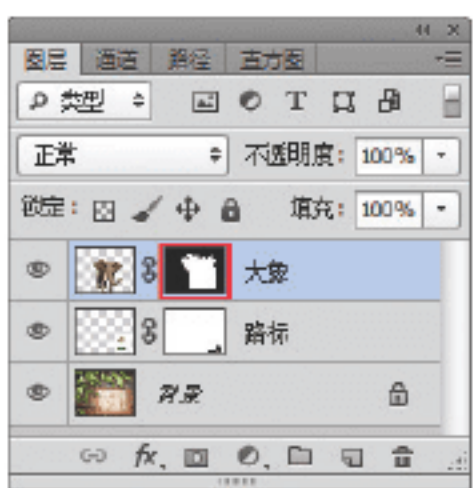 图层 通道 路径 直方图
类型 T
正常 不透明度: 100%
锁定: 填充: 100%
大象
路标
背景
fx